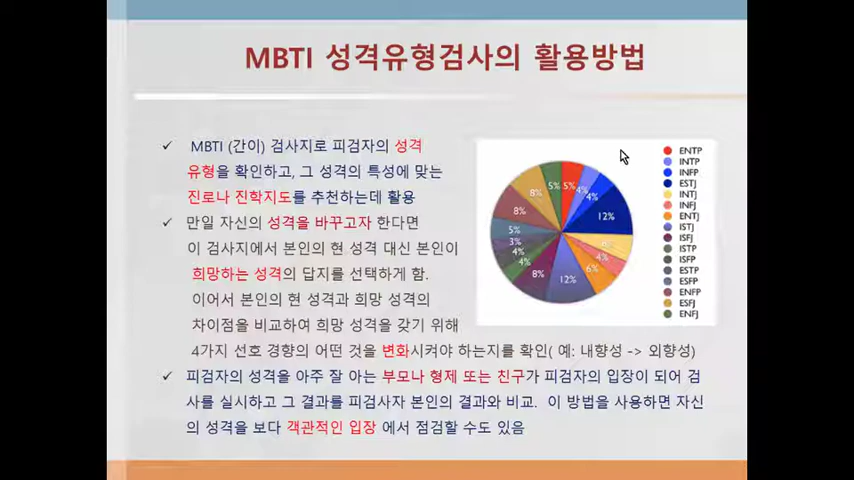 MBTI 성격유형검사의 활용방법
✓ MBTI (간이) 검사지로 피검자의 성격
유형을 확인하고, 그 성격의 특성에 맞는
진로나 진학지도를 추천하는데 활용
✓ 만일 자신의 성격을 바꾸고자 한다면
이 검사지에서 본인의 현 성격 대신 본인이
희망하는 성격의 답지를 선택하게 함.
이어서 본인의 현 성격과 희망 성격의
차이점을 비교하여 희망 성격을 갖기 위해
4가지 선호 경향의 어떤 것을 변화시켜야 하는지를 확인( 예: 내향성 -> 외향성)
✓ 피검자의 성격을 아주 잘 아는 부모나 형제 또는 친구가 피검자의 입장이 되어 검
사를 실시하고 그 결과를 피검사자 본인의 결과와 비교. 이 방법을 사용하면 자신
의 성격을 보다 객관적인 입장 에서 점검할 수도 있음
5%
4%
4%
12%
4%
6%
12%
8%
4%
4%
3%
5%
8%
8%
5%
ENTP
INTP
INFP
ESTJ
INTJ
INFJ
ENTJ
ISTJ
ISFJ
ISTP
ISFP
ESTP
ESFP
ENFP
ESFJ
ENFJ